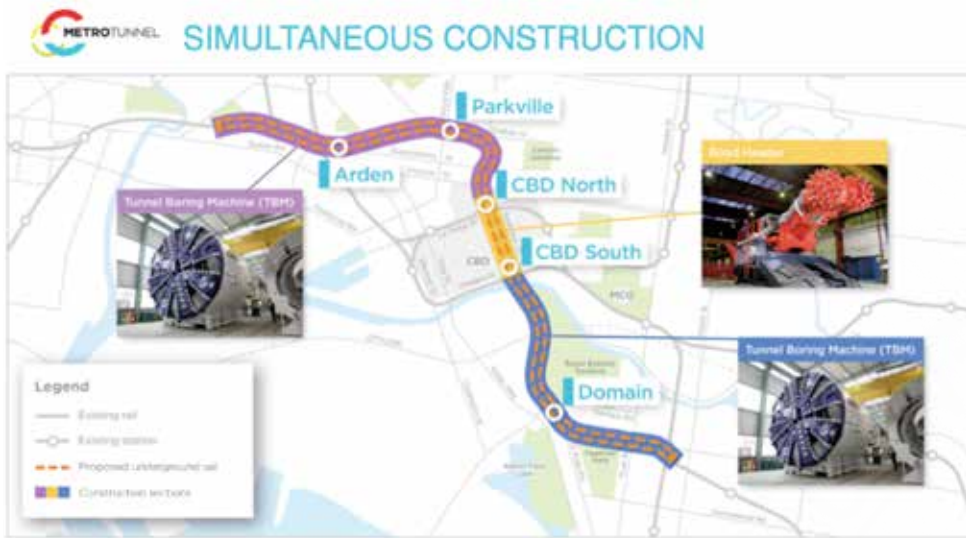 METROTUNNEL
SIMULTANEOUS CONSTRUCTION
Parkville
Arden
CBD North
CBD South
Domain
Tunnel Boring Machine (TBM)
Road Header
Tunnel Boring Machine (TBM)
CBD
MCG
Legend
Existing rail
Existing station
Proposed underground rail
Construction sections